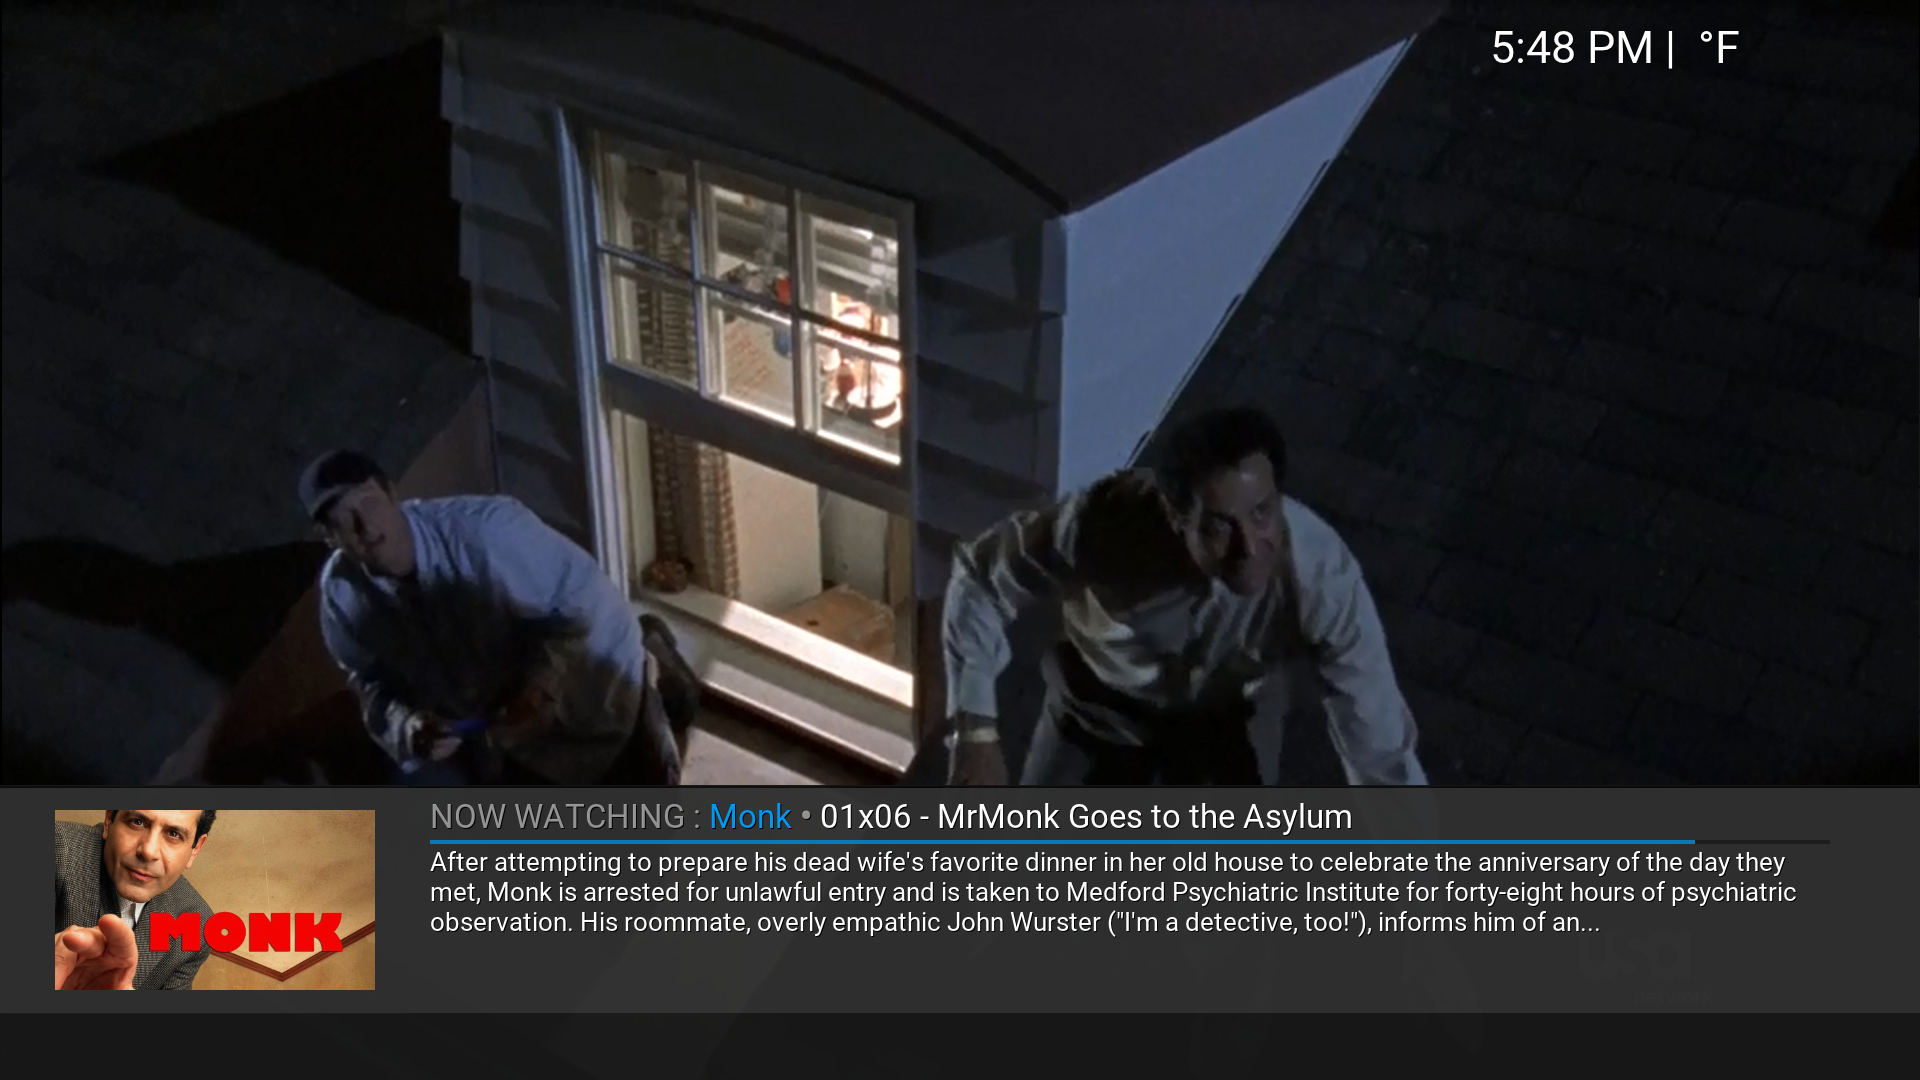 5:48 PM | °F
NOW WATCHING : Monk • 01x06 - MrMonk Goes to the Asylum
After attempting to prepare his dead wife's favorite dinner in her old house to celebrate the anniversary of the day they
met, Monk is arrested for unlawful entry and is taken to Medford Psychiatric Institute for forty-eight hours of psychiatric
observation. His roommate, overly empathic John Wurster ("I'm a detective, too!"), informs him of an...
MONK
usa